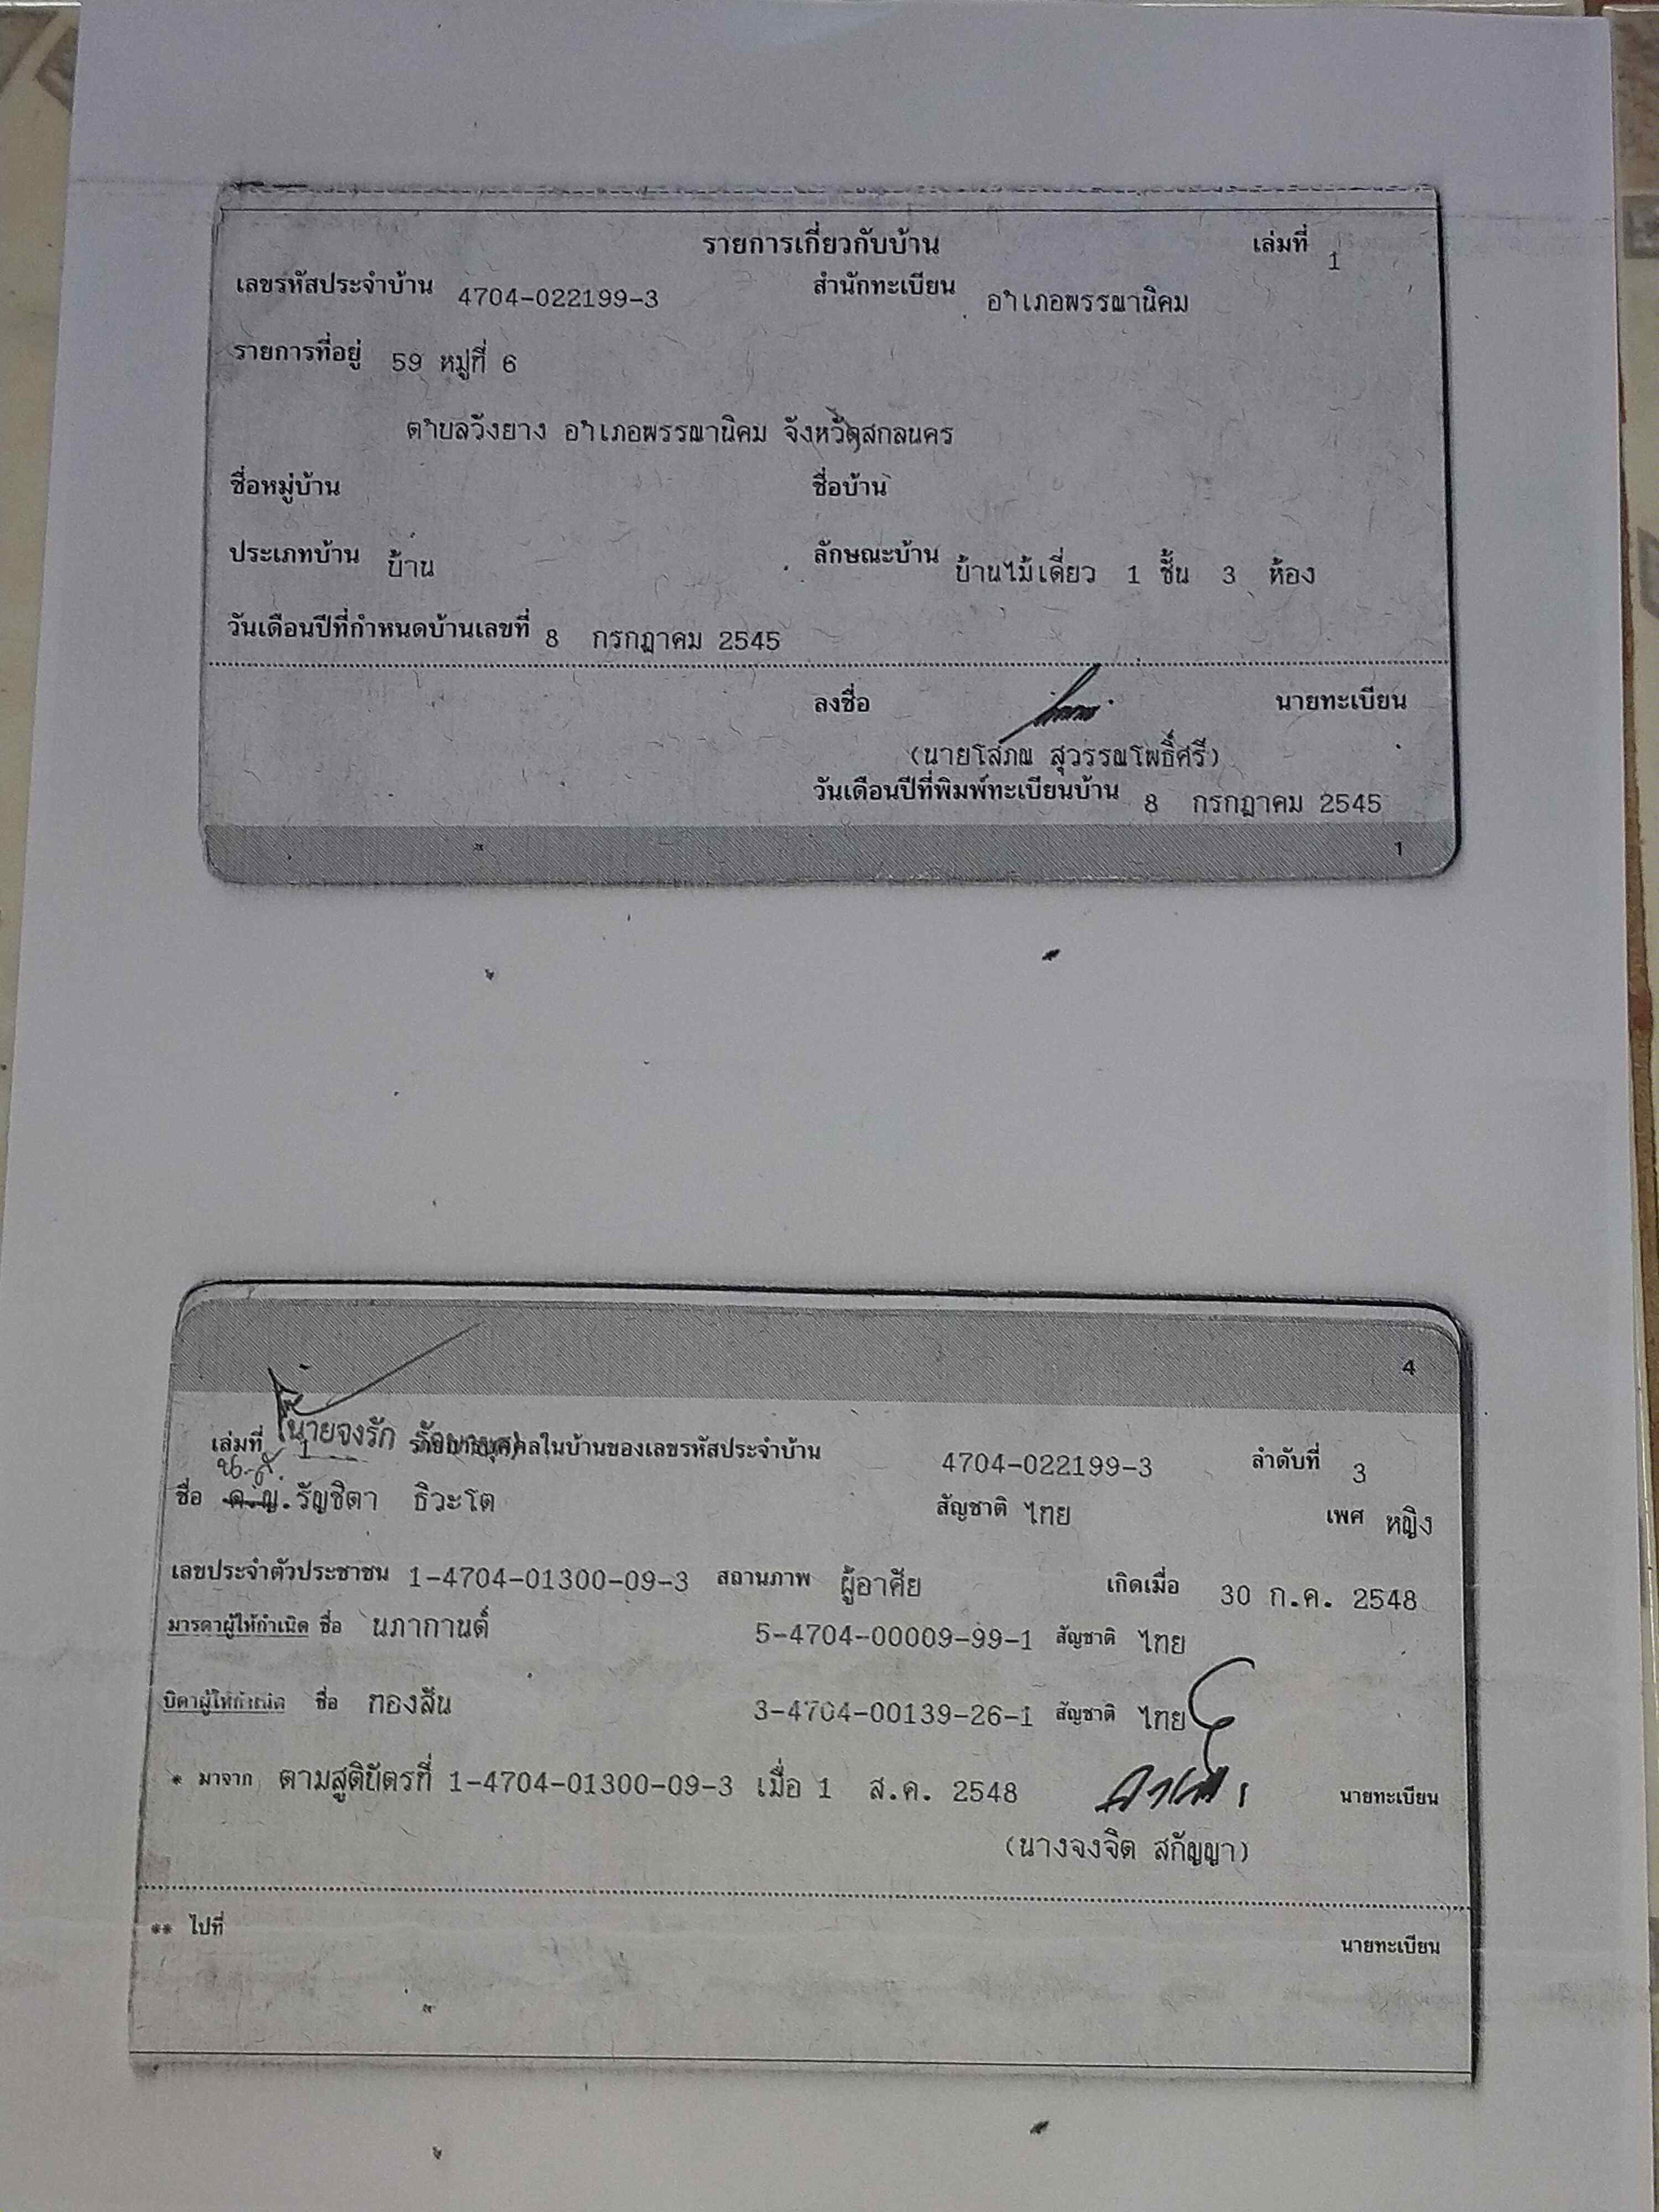 รายการเกี่ยวกับบ้าน เล่มที่ 1
เลขรหัสประจำบ้าน 4704-022199-3 สำนักทะเบียน อำเภอพรรณานิคม
รายการที่อยู่ 59 หมู่ที่ 6
ตำบลวังยาง อำเภอพรรณานิคม จังหวัดสกลนคร
ชื่อหมู่บ้าน ชื่อบ้าน
ประเภทบ้าน บ้าน ลักษณะบ้าน บ้านไม้เดี่ยว 1 ชั้น 3 ห้อง
วันเดือนปีที่กำหนดบ้านเลขที่ 8 กรกฎาคม 2545
ลงชื่อ นายทะเบียน
(นายโสภณ สุวรรณโพธิ์ศรี)
วันเดือนปีที่พิมพ์ทะเบียนบ้าน 8 กรกฎาคม 2545
1
4
(นายจงรัก
เล่มที่ 1 รายการบุคคลในบ้านของเลขรหัสประจำบ้าน 4704-022199-3 ลำดับที่ 3
น.ส.
ชื่อ ด.ญ.รัญชิดา ธิวะโต สัญชาติ ไทย เพศ หญิง
เลขประจำตัวประชาชน 1-4704-01300-09-3 สถานภาพ ผู้อาศัย เกิดเมื่อ 30 ก.ค. 2548
มารดาผู้ให้กำเนิด ชื่อ นภากานต์ 5-4704-00009-99-1 สัญชาติ ไทย
บิดาผู้ให้กำเนิด ชื่อ ทองสัน 3-4704-00139-26-1 สัญชาติ ไทย
* มาจาก ตามสูติบัตรที่ 1-4704-01300-09-3 เมื่อ 1 ส.ค. 2548 นายทะเบียน
(นางจงจิต สกัญญา)
** ไปที่ นายทะเบียน